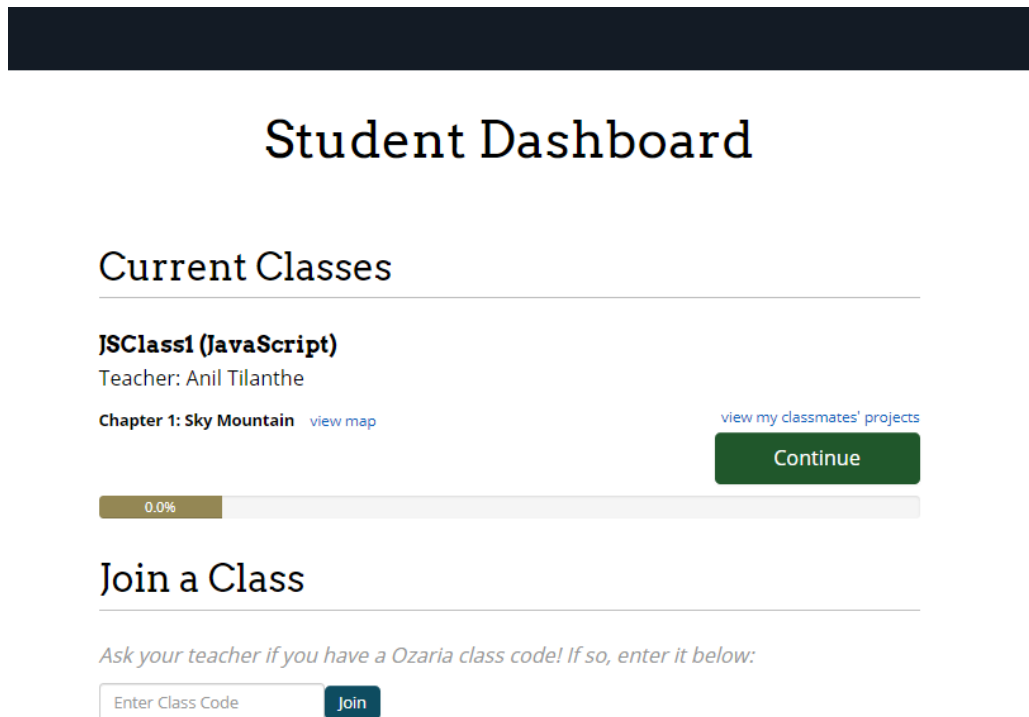 Student Dashboard
Current Classes
JSClass1 (JavaScript)
Teacher: Anil Tilanthe
Chapter 1: Sky Mountain view map
view my classmates' projects
Continue
0.0%
Join a Class
Ask your teacher if you have a Ozaria class code! If so, enter it below:
Enter Class Code Join